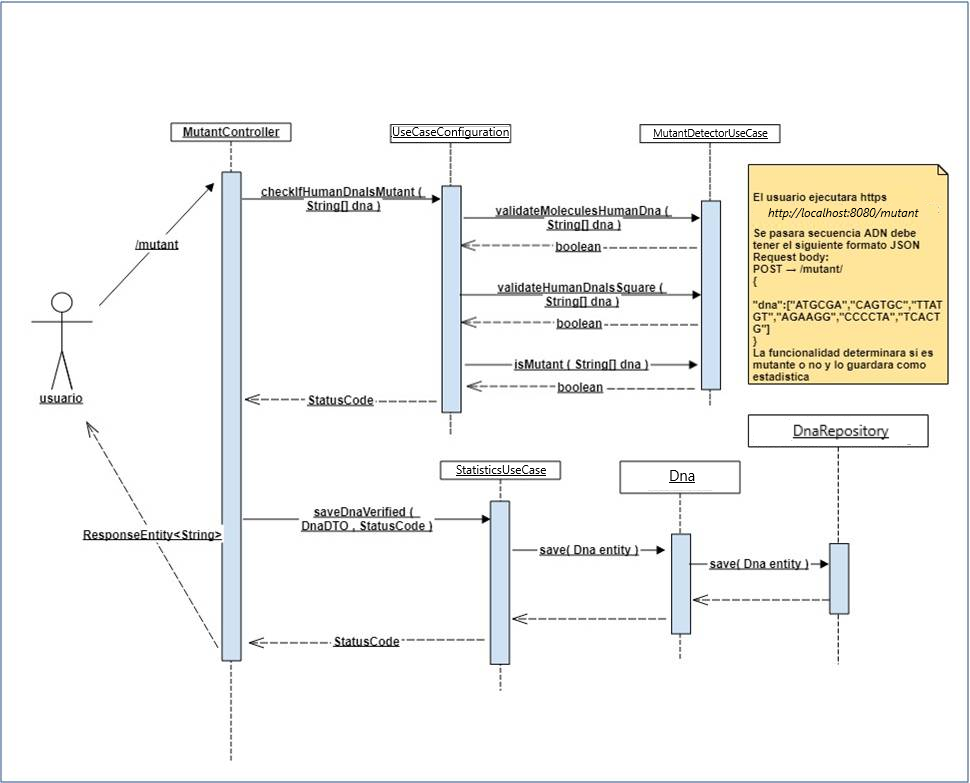 MutantController
UseCaseConfiguration
MutantDetectorUseCase
checkIfHumanDnaIsMutant (
String[] dna )
validateMoleculesHumanDna (
String[] dna )
boolean
validateHumanDnaIsSquare (
String[] dna )
boolean
isMutant ( String[] dna )
boolean
StatusCode
/mutant
usuario
El usuario ejecutara https
http://localhost:8080/mutant
Se pasara secuencia ADN debe
tener el siguiente formato JSON
Request body:
POST → /mutant/
{
"dna":["ATGCGA","CAGTGC","TTAT
GT","AGAAGG","CCCCTA","TCACT
G"]
}
La funcionalidad determinara si es
mutante o no y lo guardara como
estadistica
DnaRepository
StatisticsUseCase
Dna
saveDnaVerified (
DnaDTO , StatusCode )
ResponseEntity<String>
save( Dna entity )
save( Dna entity )
StatusCode